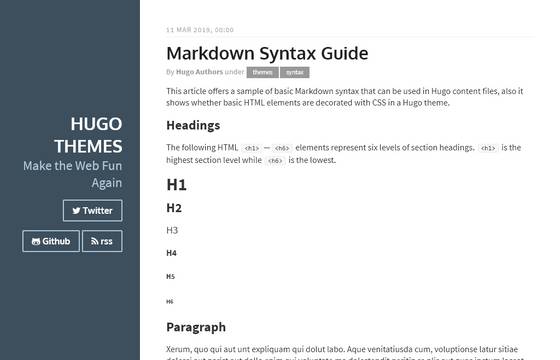 HUGO
THEMES
Make the Web Fun
Again
Twitter
Github
rss
11 MAR 2019, 00:00
Markdown Syntax Guide
By Hugo Authors under themes syntax
This article offers a sample of basic Markdown syntax that can be used in Hugo content files, also it
shows whether basic HTML elements are decorated with CSS in a Hugo theme.
Headings
The following HTML <h1> — <h6> elements represent six levels of section headings. <h1> is the
highest section level while <h6> is the lowest.
H1
H2
H3
H4
H5
H6
Paragraph
Xerum, quo qui aut unt expliquam qui dolut labo. Aque venitatiusda cum, voluptionse latur sitiae